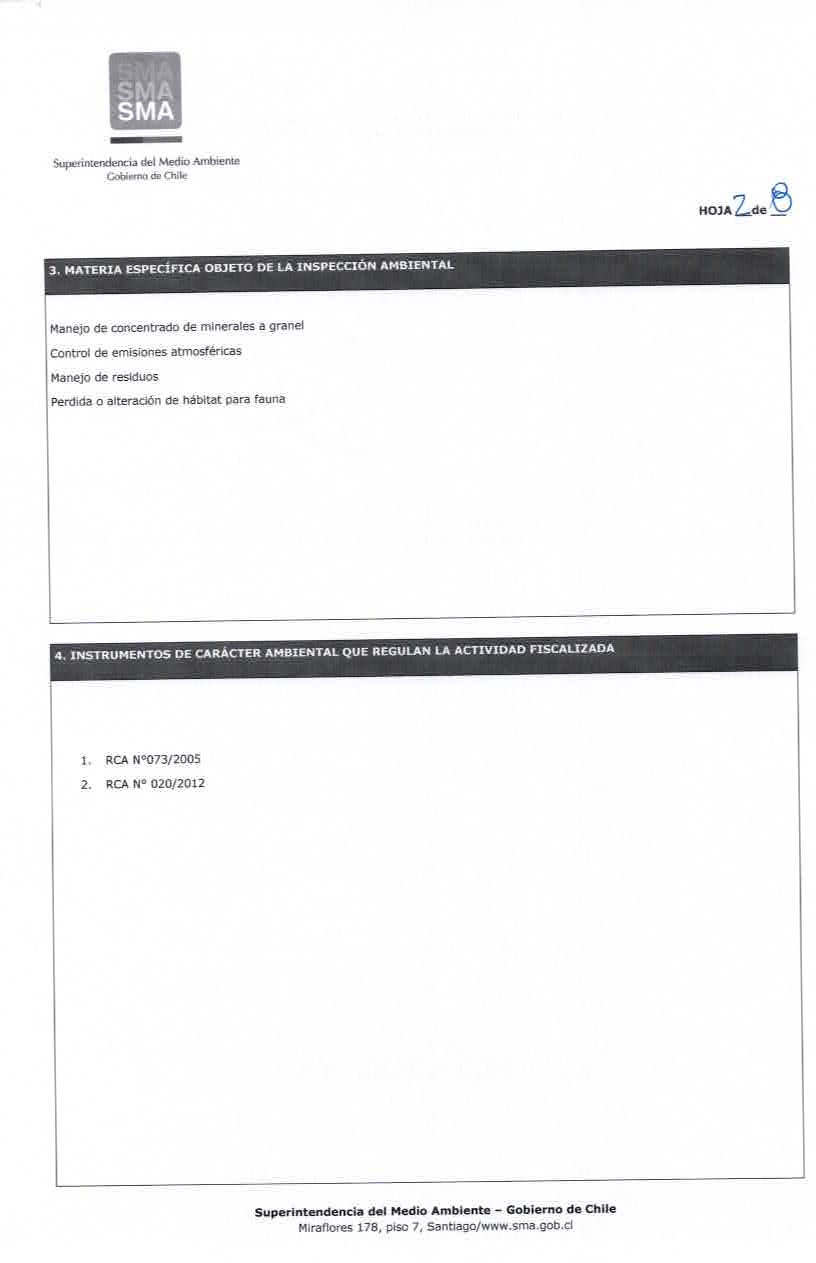 SMA
SMA
SMA
Superintendencia del Medio Ambiente
Gobierno de Chile
HOJA 2 de 8
3. MATERIA ESPECÍFICA OBJETO DE LA INSPECCIÓN AMBIENTAL
Manejo de concentrado de minerales a granel
Control de emisiones atmosféricas
Manejo de residuos
Perdida o alteración de hábitat para fauna
4. INSTRUMENTOS DE CARÁCTER AMBIENTAL QUE REGULAN LA ACTIVIDAD FISCALIZADA
1. RCA N°073/2005
2. RCA N° 020/2012
Superintendencia del Medio Ambiente – Gobierno de Chile
Miraflores 178, piso 7, Santiago/www.sma.gob.cl